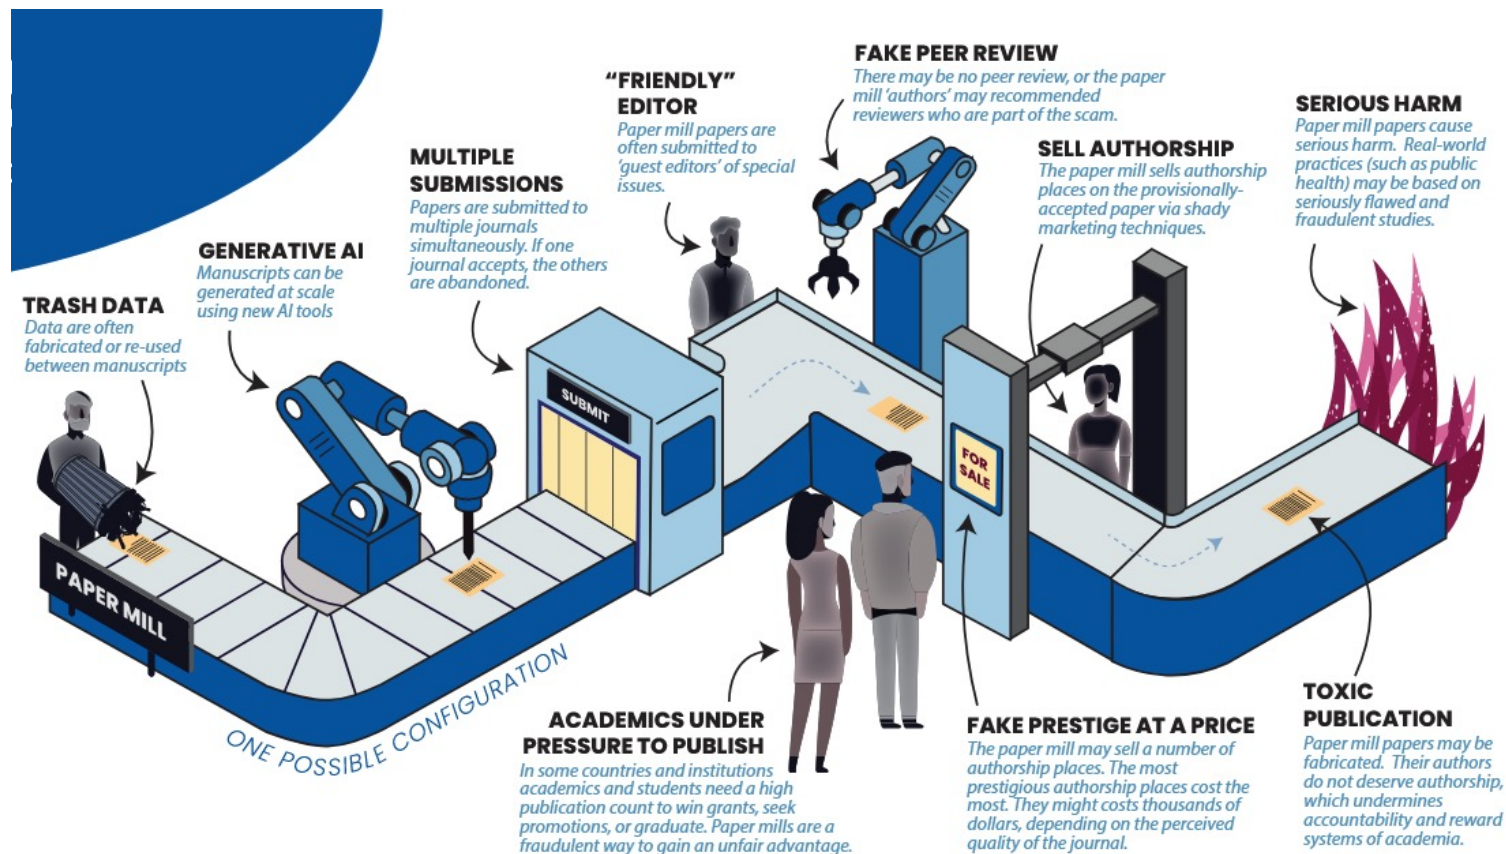 TRASH DATA
Data are often
fabricated or re-used
between manuscripts
GENERATIVE AI
Manuscripts can be
generated at scale
using new AI tools
MULTIPLE
SUBMISSIONS
Papers are submitted to
multiple journals
simultaneously. If one
journal accepts, the others
are abandoned.
“FRIENDLY”
EDITOR
Paper mill papers are
often submitted to
‘guest editors’ of special
issues.
FAKE PEER REVIEW
There may be no peer review, or the paper
mill ‘authors’ may recommended
reviewers who are part of the scam.
SELL AUTHORSHIP
The paper mill sells authorship
places on the provisionally-
accepted paper via shady
marketing techniques.
SERIOUS HARM
Paper mill papers cause
serious harm. Real-world
practices (such as public
health) may be based on
seriously flawed and
fraudulent studies.
SUBMIT
FOR
SALE
PAPER MILL
ONE POSSIBLE CONFIGURATION
ACADEMICS UNDER
PRESSURE TO PUBLISH
In some countries and institutions
academics and students need a high
publication count to win grants, seek
promotions, or graduate. Paper mills are a
fraudulent way to gain an unfair advantage.
FAKE PRESTIGE AT A PRICE
The paper mill may sell a number of
authorship places. The most
prestigious authorship places cost the
most. They might costs thousands of
dollars, depending on the perceived
quality of the journal.
TOXIC
PUBLICATION
Paper mill papers may be
fabricated. Their authors
do not deserve authorship,
which undermines
accountability and reward
systems of academia.